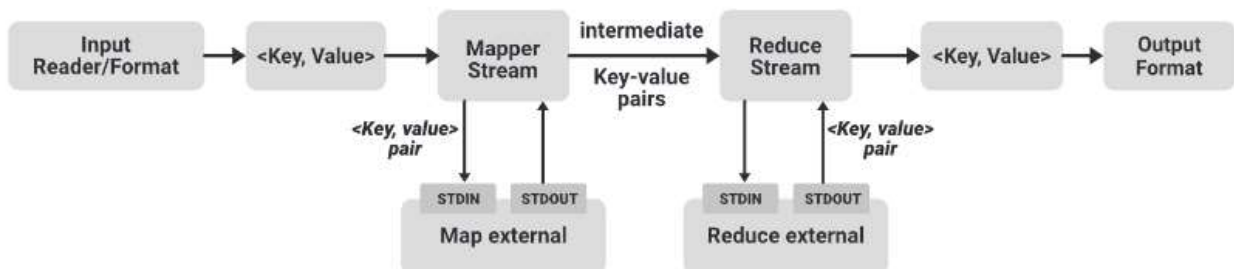 Input
Reader/Format
<Key, Value>
Mapper
Stream
intermediate
Key-value
pairs
Reduce
Stream
<Key, Value>
Output
Format
<Key, value>
pair
STDIN
STDOUT
Map external
<Key, value>
pair
STDIN
STDOUT
Reduce external